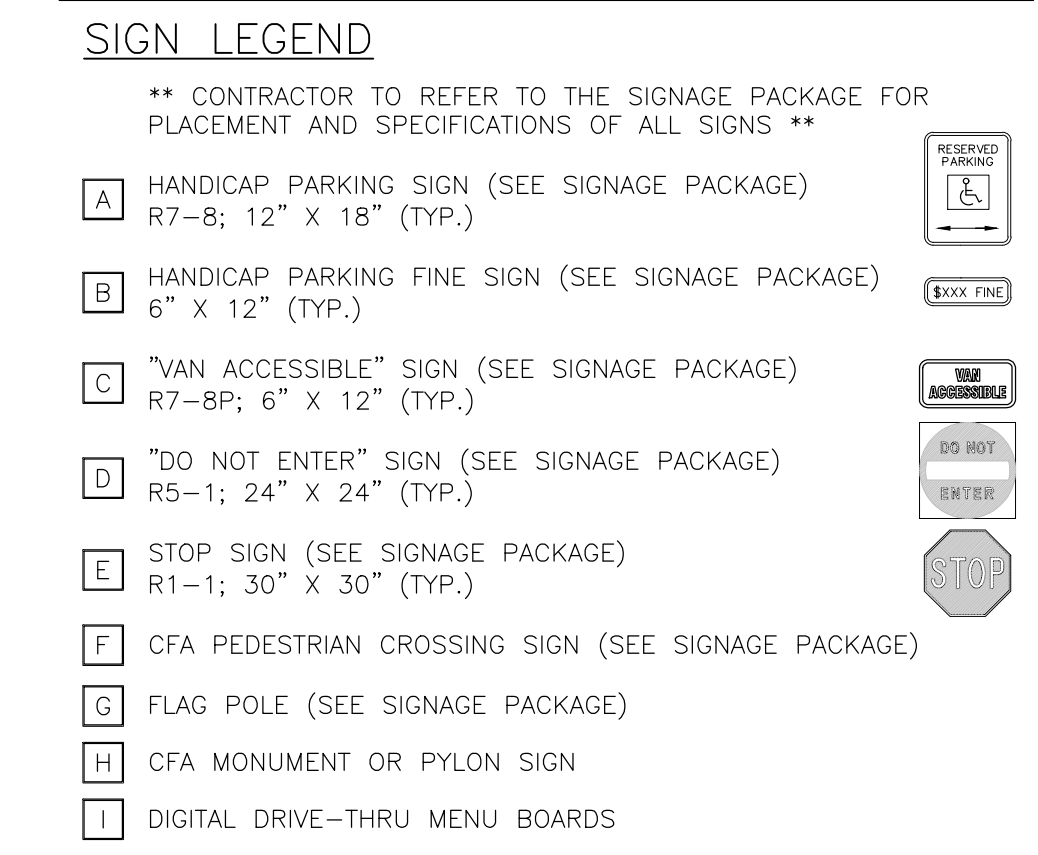 SIGN LEGEND
** CONTRACTOR TO REFER TO THE SIGNAGE PACKAGE FOR
PLACEMENT AND SPECIFICATIONS OF ALL SIGNS **
A
HANDICAP PARKING SIGN (SEE SIGNAGE PACKAGE)
R7-8; 12" X 18" (TYP.)
RESERVED
PARKING
B
HANDICAP PARKING FINE SIGN (SEE SIGNAGE PACKAGE)
6" X 12" (TYP.)
$XXX FINE
C
"VAN ACCESSIBLE" SIGN (SEE SIGNAGE PACKAGE)
R7-8P; 6" X 12" (TYP.)
VAN
ACCESSIBLE
D
"DO NOT ENTER" SIGN (SEE SIGNAGE PACKAGE)
R5-1; 24" X 24" (TYP.)
DO NOT
ENTER
E
STOP SIGN (SEE SIGNAGE PACKAGE)
R1-1; 30" X 30" (TYP.)
STOP
F
CFA PEDESTRIAN CROSSING SIGN (SEE SIGNAGE PACKAGE)
G
FLAG POLE (SEE SIGNAGE PACKAGE)
H
CFA MONUMENT OR PYLON SIGN
I
DIGITAL DRIVE-THRU MENU BOARDS